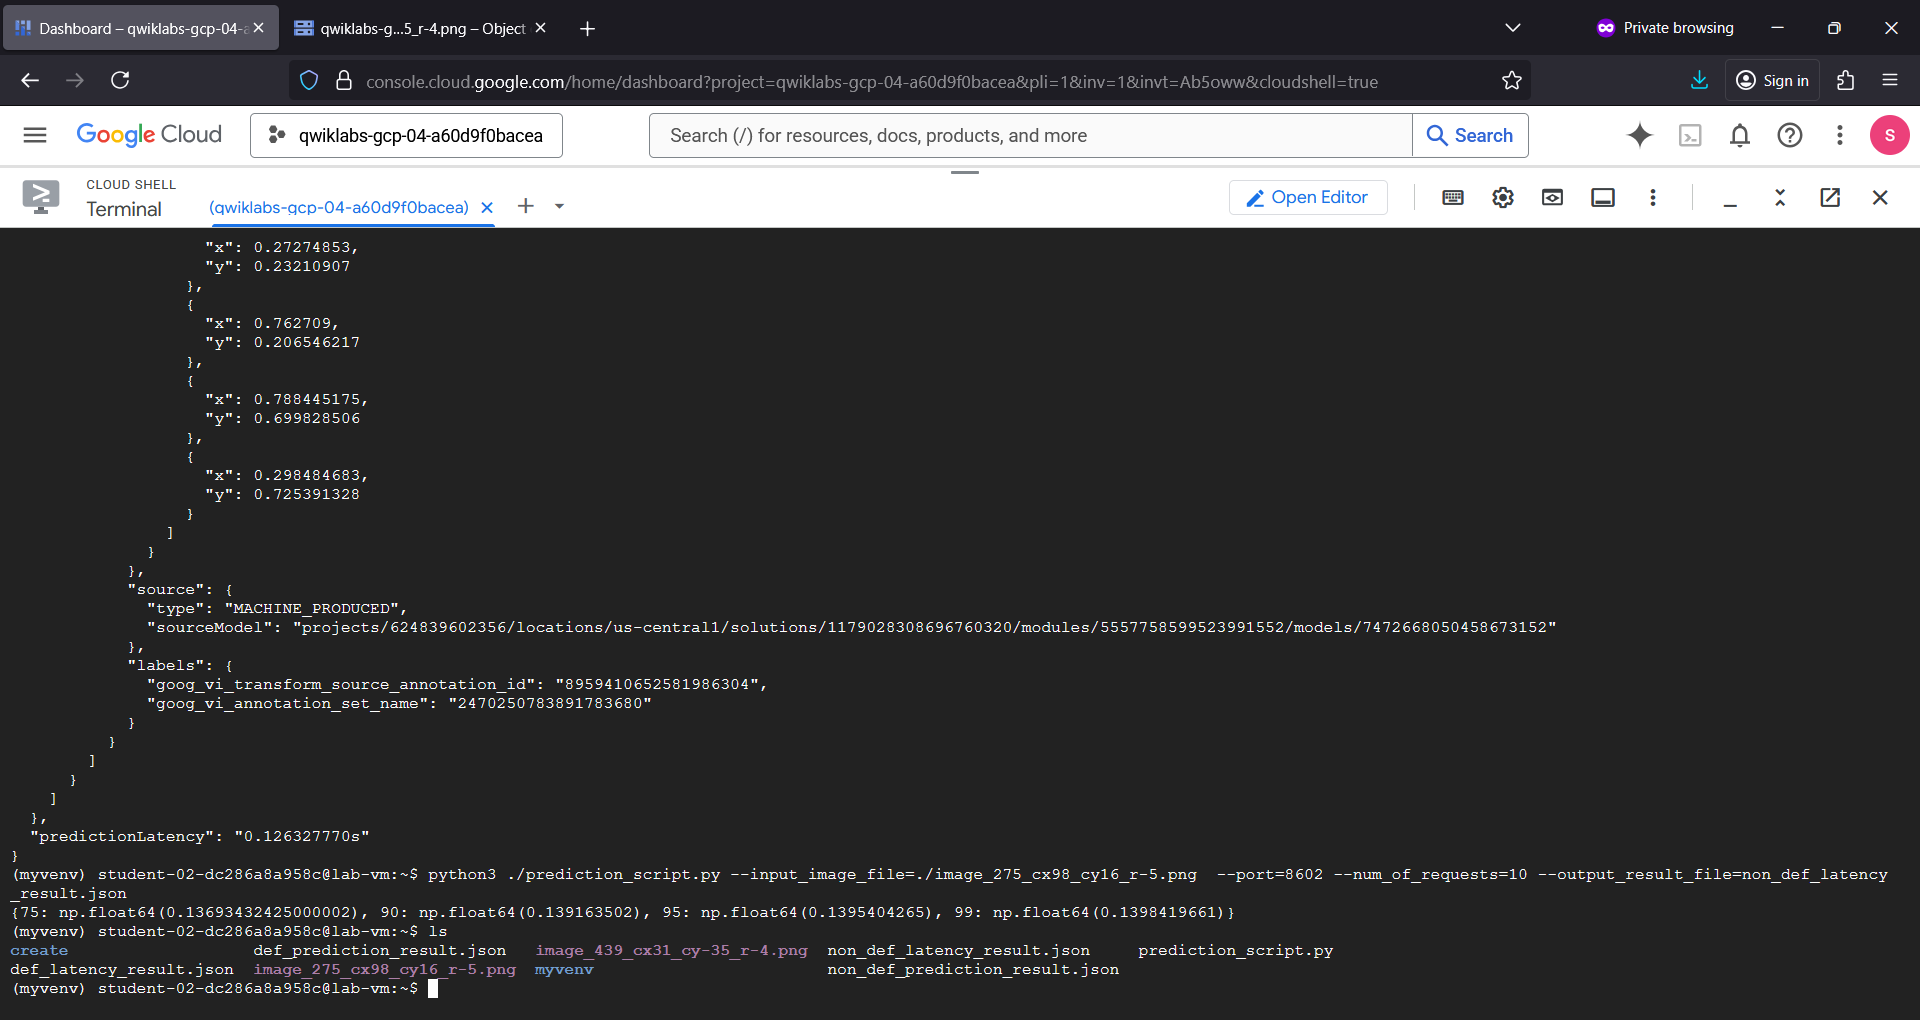 Dashboard – qwiklabs-gcp-04-a
qwiklabs-g...5_r-4.png – Object
Private browsing
console.cloud.google.com/home/dashboard?project=qwiklabs-gcp-04-a60d9f0bacea&pli=1&inv=1&invt=Ab5oww&cloudshell=true
Sign in
Google Cloud
qwiklabs-gcp-04-a60d9f0bacea
Search (/) for resources, docs, products, and more
Search
S
CLOUD SHELL
Terminal
(qwiklabs-gcp-04-a60d9f0bacea)
Open Editor
"x": 0.27274853,
"y": 0.23210907
},
{
"x": 0.762709,
"y": 0.206546217
},
{
"x": 0.788445175,
"y": 0.699828506
},
{
"x": 0.298484683,
"y": 0.725391328
}
]
}
},
"source": {
"type": "MACHINE_PRODUCED",
"sourceModel": "projects/624839602356/locations/us-central1/solutions/1179028308696760320/modules/5557758599523991552/models/7472668050458673152"
},
"labels": {
"goog_vi_transform_source_annotation_id": "8959410652581986304",
"goog_vi_annotation_set_name": "2470250783891783680"
}
}
]
}
]
},
"predictionLatency": "0.126327770s"
}
(myvenv) student-02-dc286a8a958c@lab-vm:~$ python3 ./prediction_script.py --input_image_file=./image_275_cx98_cy16_r-5.png  --port=8602 --num_of_requests=10 --output_result_file=non_def_latency
_result.json
{75: np.float64(0.13693432425000002), 90: np.float64(0.139163502), 95: np.float64(0.1395404265), 99: np.float64(0.1398419661)}
(myvenv) student-02-dc286a8a958c@lab-vm:~$ ls
create def_prediction_result.json image_439_cx31_cy-35_r-4.png non_def_latency_result.json prediction_script.py
def_latency_result.json image_275_cx98_cy16_r-5.png myvenv non_def_prediction_result.json
(myvenv) student-02-dc286a8a958c@lab-vm:~$